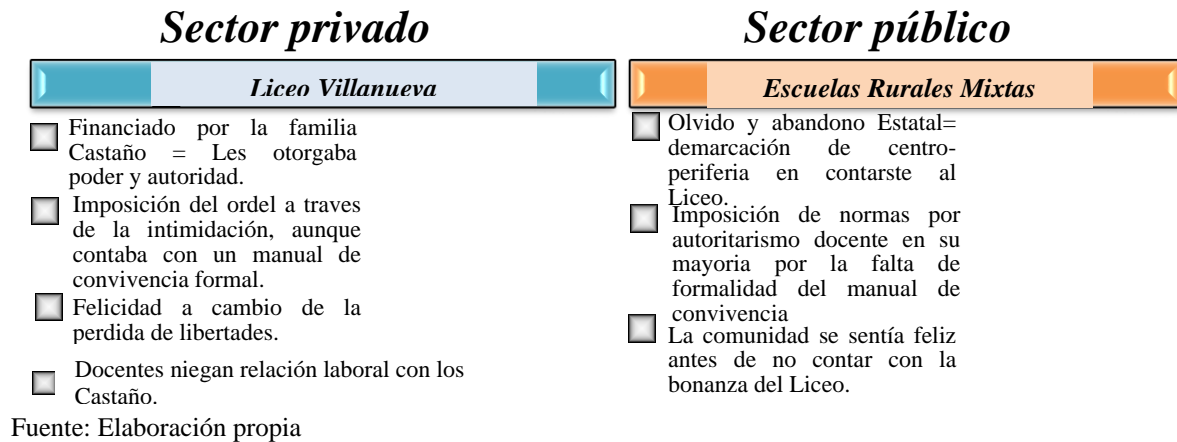 Sector privado
Liceo Villanueva
Financiado por la familia
Castaño = Les otorgaba
poder y autoridad.
Imposición del ordel a traves
de la intimidación, aunque
contaba con un manual de
convivencia formal.
Felicidad a cambio de la
perdida de libertades.
Docentes niegan relación laboral con los
Castaño.
Sector público
Escuelas Rurales Mixtas
Olvido y abandono Estatal=
demarcación de centro-
periferia en contarste al
Liceo.
Imposición de normas por
autoritarismo docente en su
mayoria por la falta de
formalidad del manual de
convivencia
La comunidad se sentía feliz
antes de no contar con la
bonanza del Liceo.
Fuente: Elaboración propia